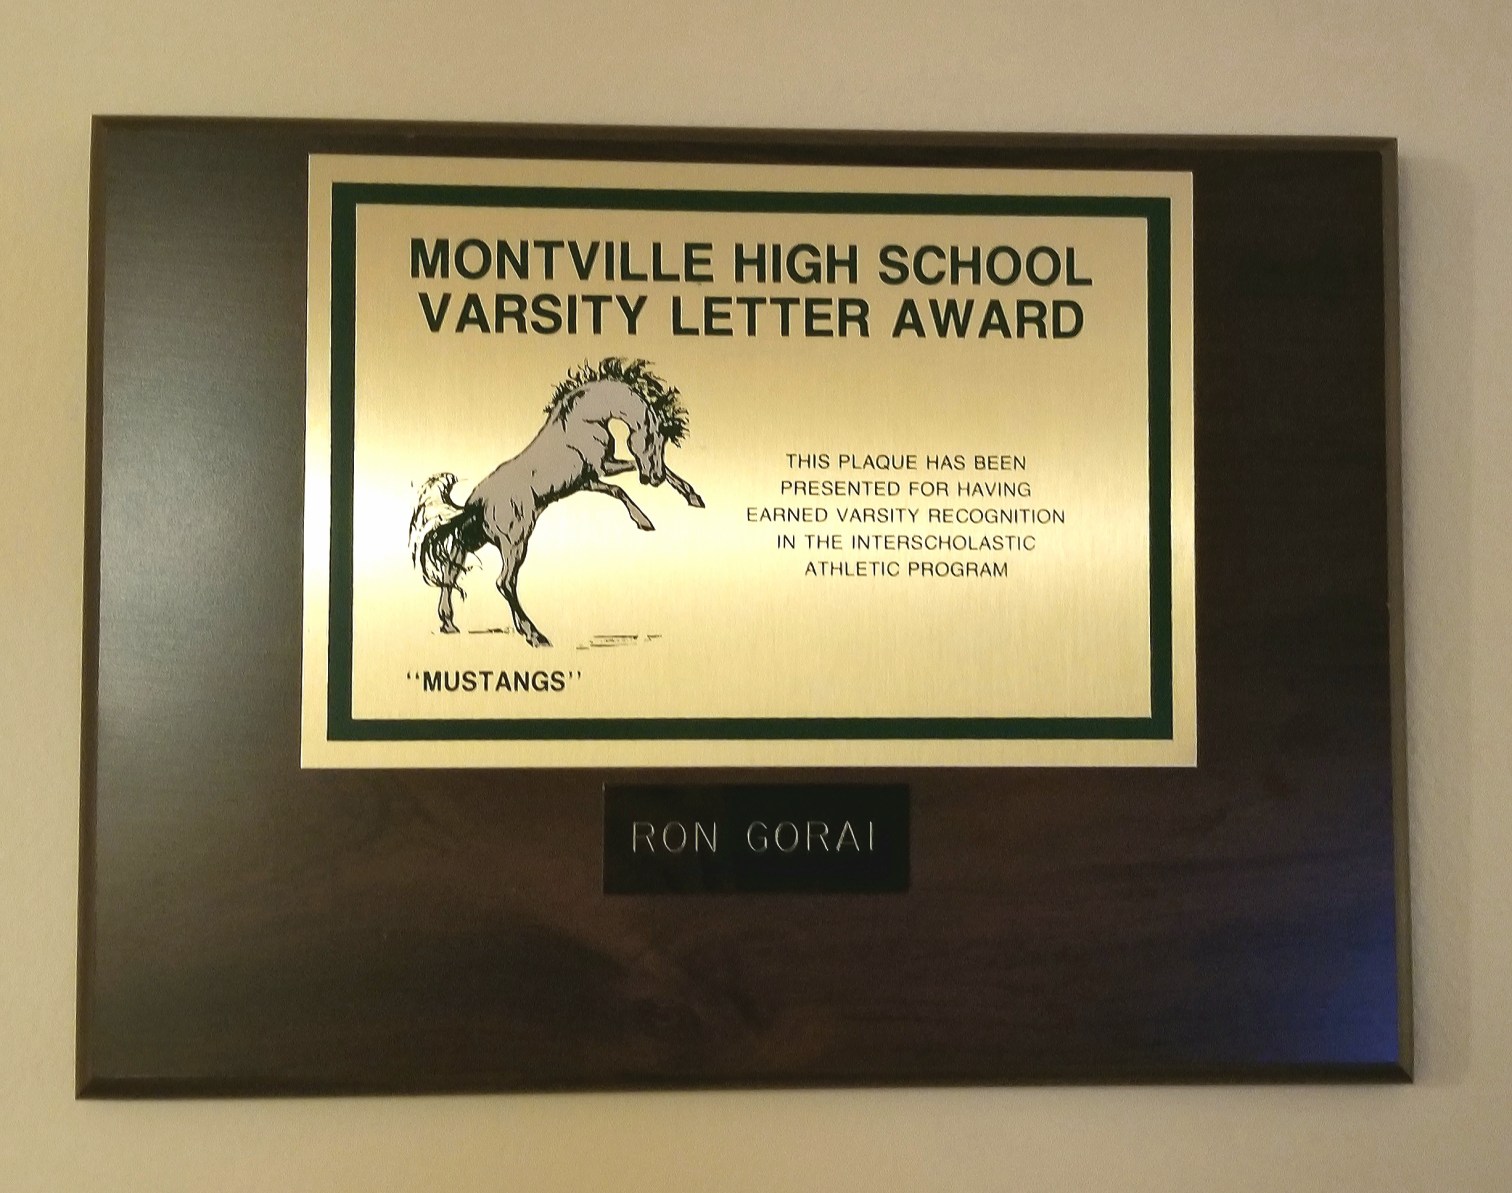 MONTVILLE HIGH SCHOOL
VARSITY LETTER AWARD
THIS PLAQUE HAS BEEN
PRESENTED FOR HAVING
EARNED VARSITY RECOGNITION
IN THE INTERSCHOLASTIC
ATHLETIC PROGRAM
"MUSTANGS"
RON GORAI